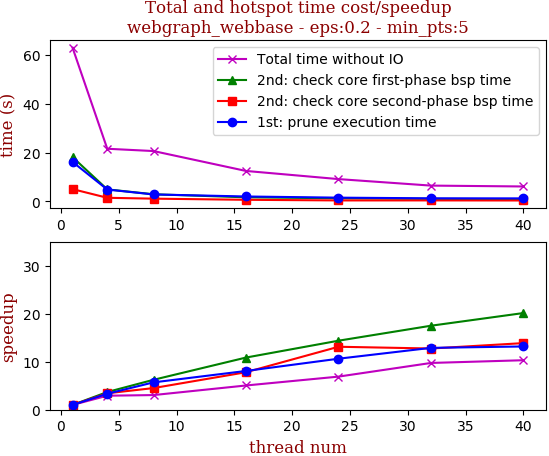 Total and hotspot time cost/speedup
webgraph_webbase - eps:0.2 - min_pts:5
time (s)
60
40
20
0
Total time without IO
2nd: check core first-phase bsp time
2nd: check core second-phase bsp time
1st: prune execution time
0 5 10 15 20 25 30 35 40
speedup
30
20
10
0
0 5 10 15 20 25 30 35 40
thread num